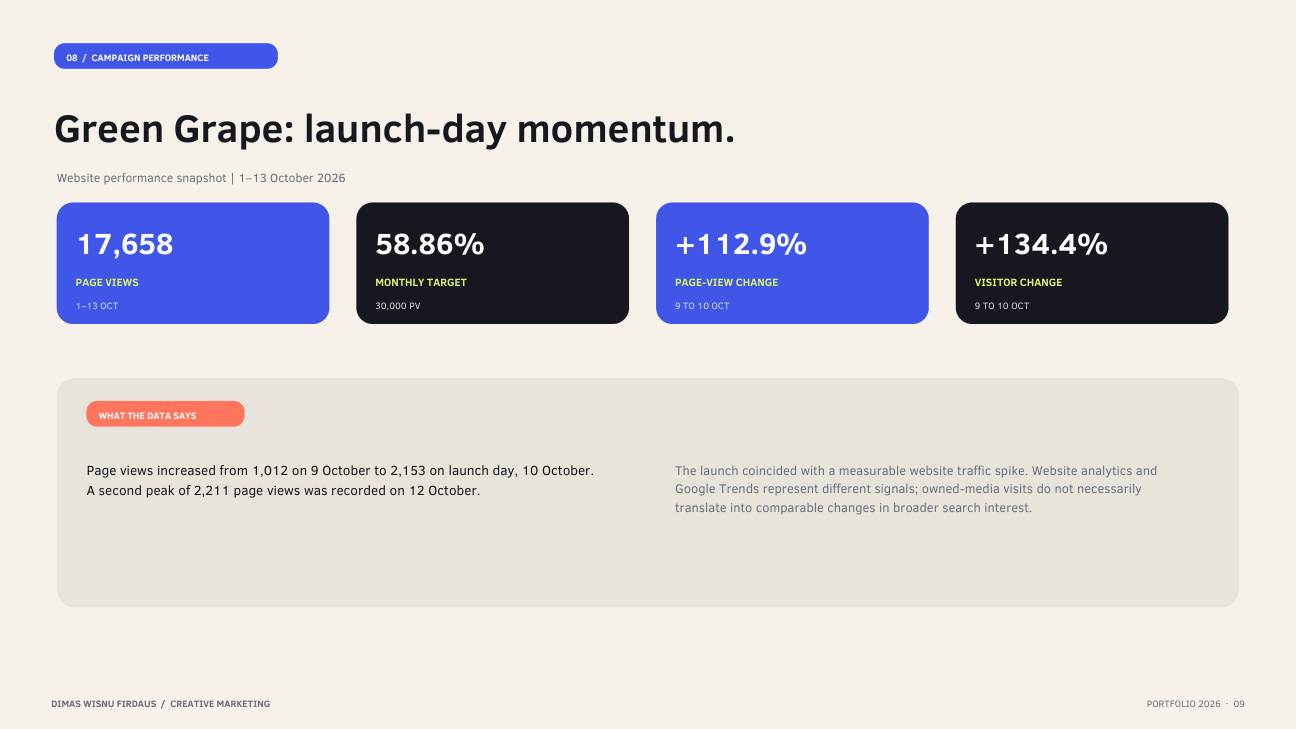 08 / CAMPAIGN PERFORMANCE
Green Grape: launch-day momentum.
Website performance snapshot | 1–13 October 2026
17,658
PAGE VIEWS
1–13 OCT
58.86%
MONTHLY TARGET
30,000 PV
+112.9%
PAGE-VIEW CHANGE
9 TO 10 OCT
+134.4%
VISITOR CHANGE
9 TO 10 OCT
WHAT THE DATA SAYS
Page views increased from 1,012 on 9 October to 2,153 on launch day, 10 October.
A second peak of 2,211 page views was recorded on 12 October.
The launch coincided with a measurable website traffic spike. Website analytics and
Google Trends represent different signals; owned-media visits do not necessarily
translate into comparable changes in broader search interest.
DIMAS WISNU FIRDAUS / CREATIVE MARKETING
PORTFOLIO 2026 · 09